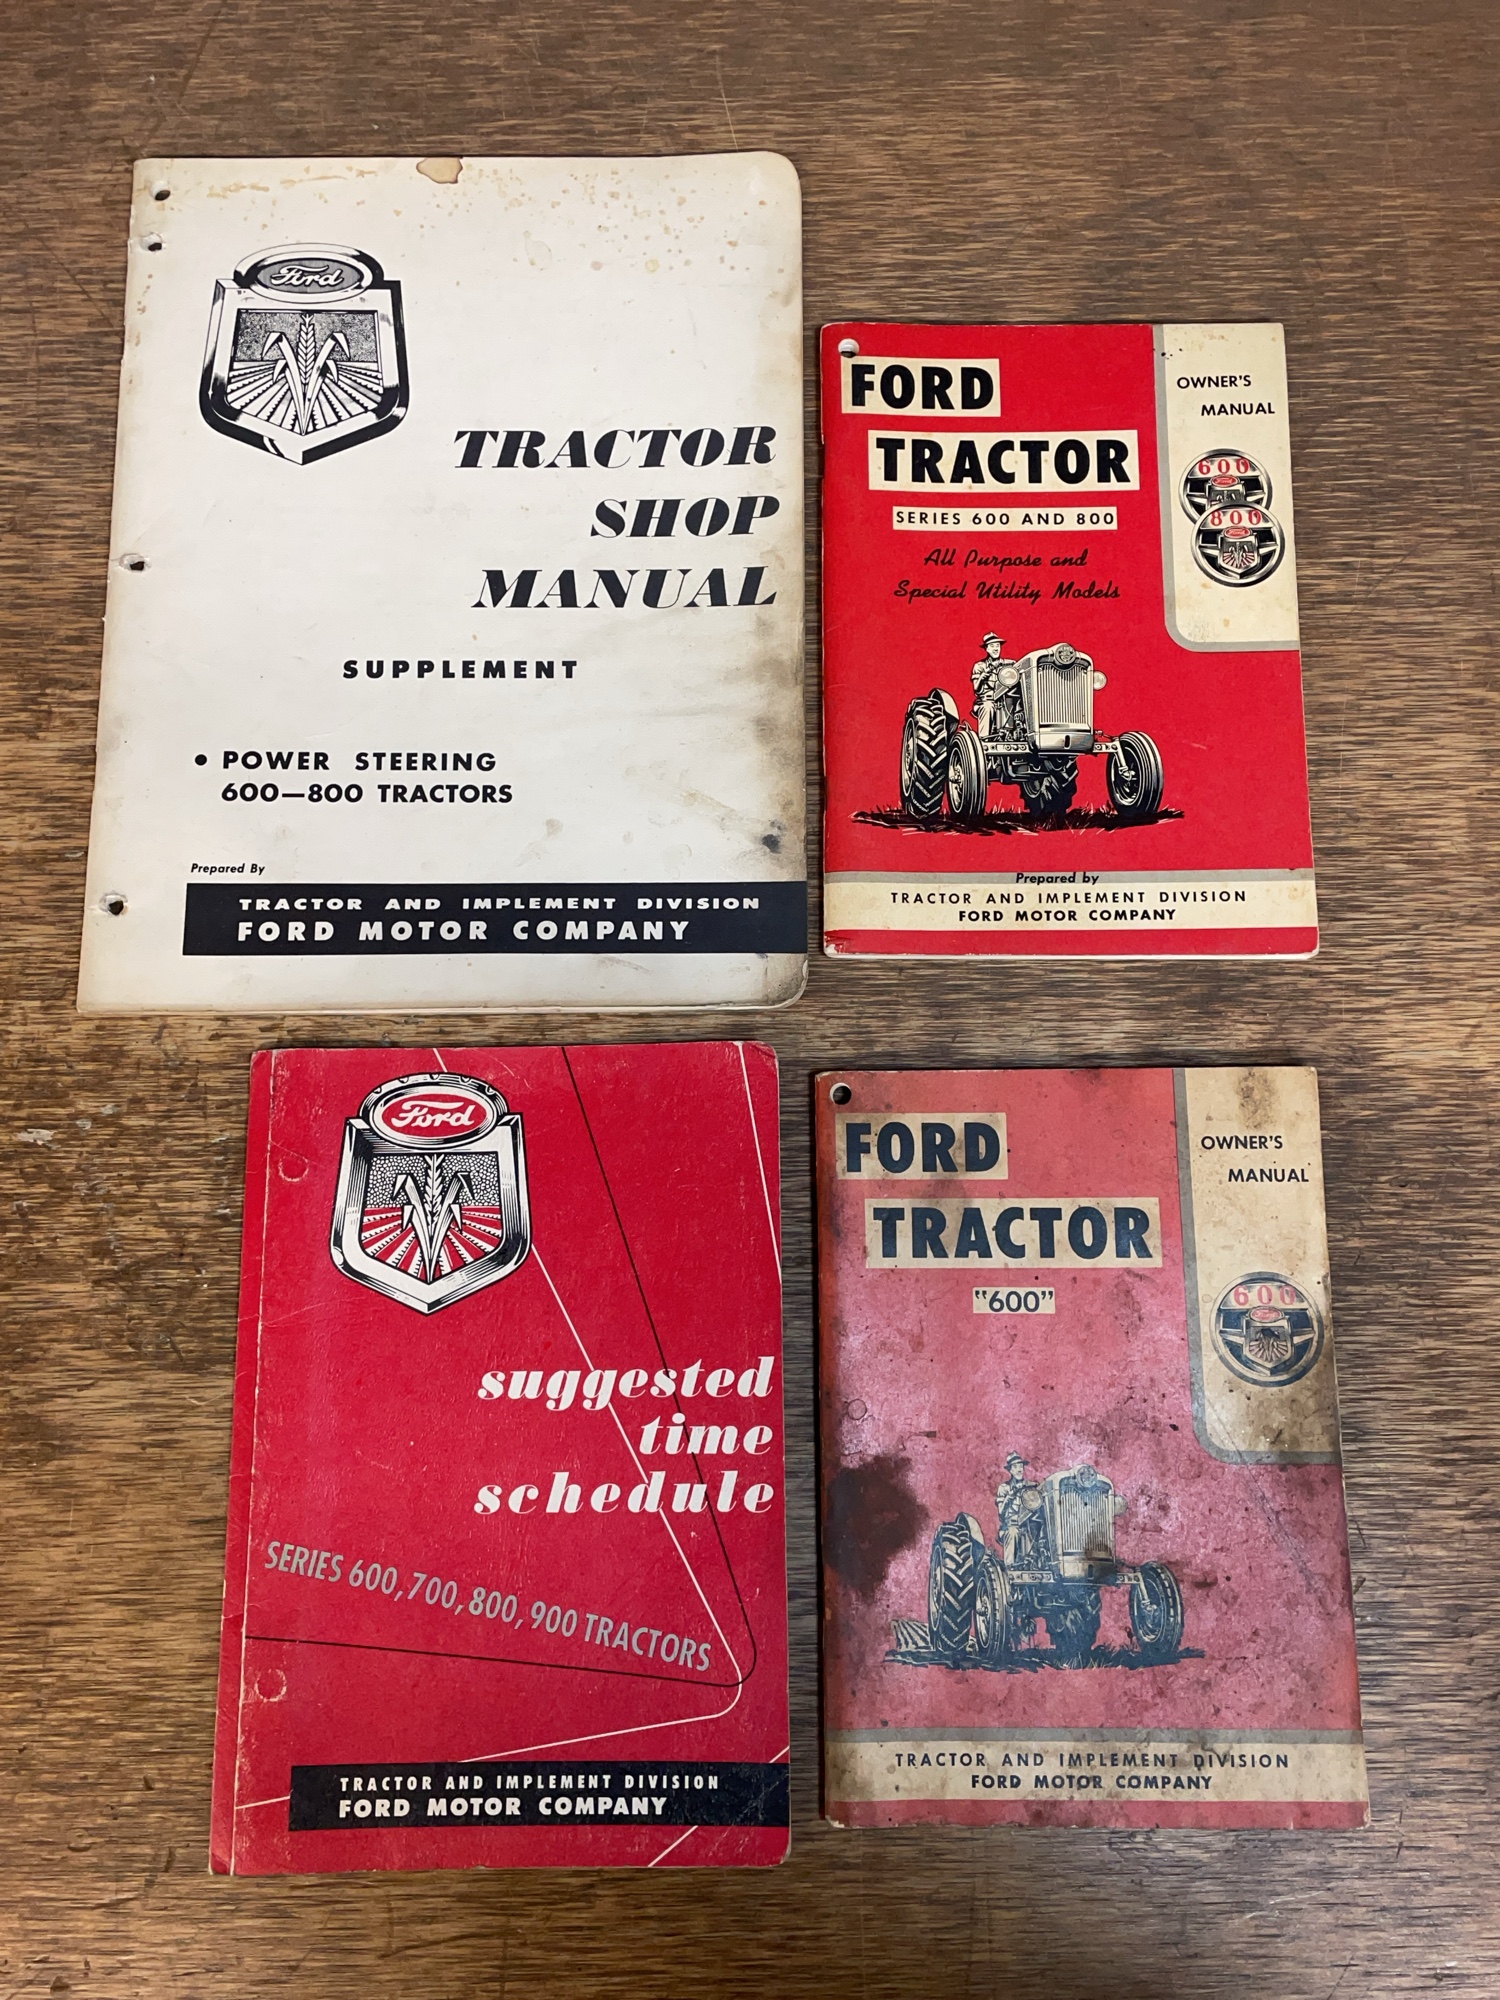 Ford
TRACTOR
SHOP
MANUAL
SUPPLEMENT
• POWER STEERING
600—800 TRACTORS
Prepared By
TRACTOR AND IMPLEMENT DIVISION
FORD MOTOR COMPANY
FORD
TRACTOR
SERIES 600 AND 800
All Purpose and
Special Utility Models
OWNER'S
MANUAL
600
Ford
800
Ford
Prepared by
TRACTOR AND IMPLEMENT DIVISION
FORD MOTOR COMPANY
Ford
suggested
time
schedule
SERIES 600, 700, 800, 900 TRACTORS
TRACTOR AND IMPLEMENT DIVISION
FORD MOTOR COMPANY
FORD
TRACTOR
"600"
OWNER'S
MANUAL
600
Ford
TRACTOR AND IMPLEMENT DIVISION
FORD MOTOR COMPANY